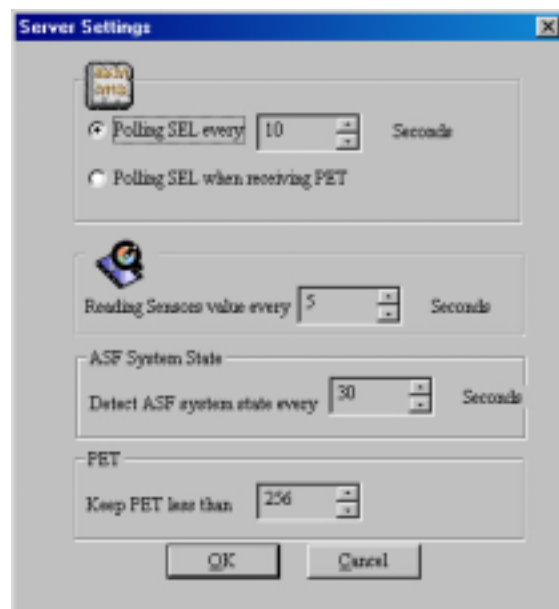 Server Settings
Polling SEL every 10 Seconds
Polling SEL when receiving PET
Reading Sensors value every 5 Seconds
ASF System State
Detect ASF system state every 30 Seconds
PET
Keep PET less than 256
OK Cancel